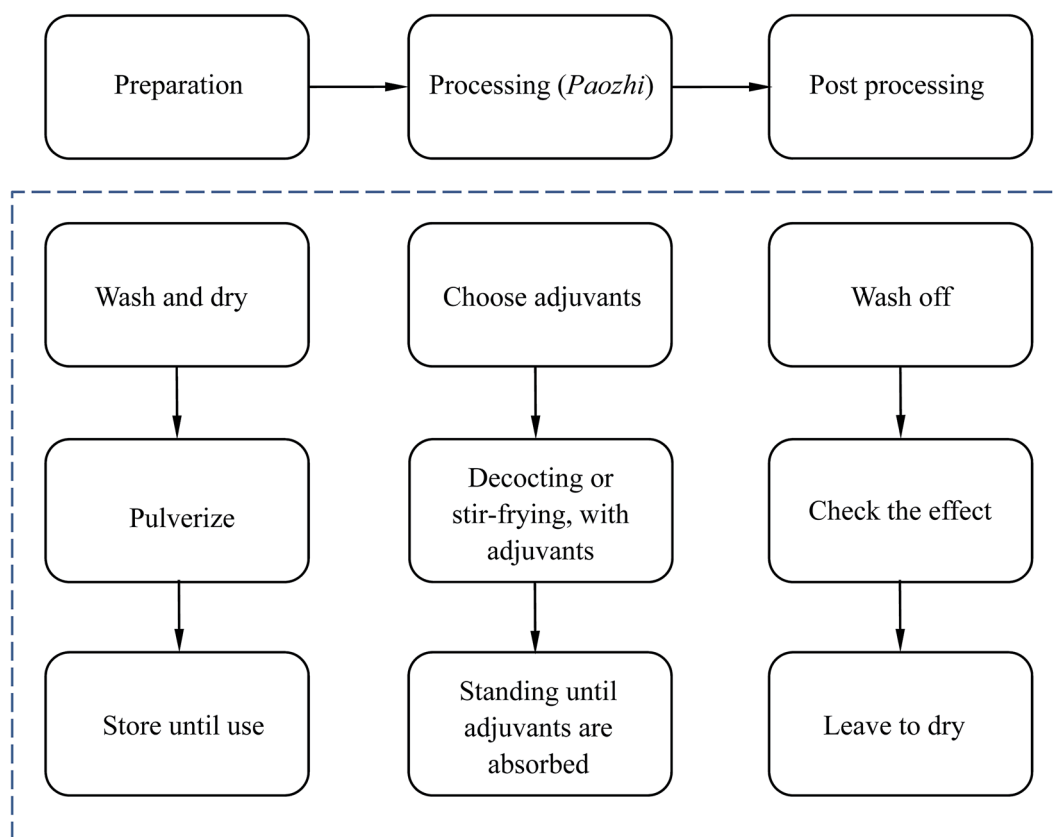 Preparation
Processing (Paozhi)
Post processing
Wash and dry
Choose adjuvants
Wash off
Pulverize
Decocting or
stir-frying, with
adjuvants
Check the effect
Store until use
Standing until
adjuvants are
absorbed
Leave to dry